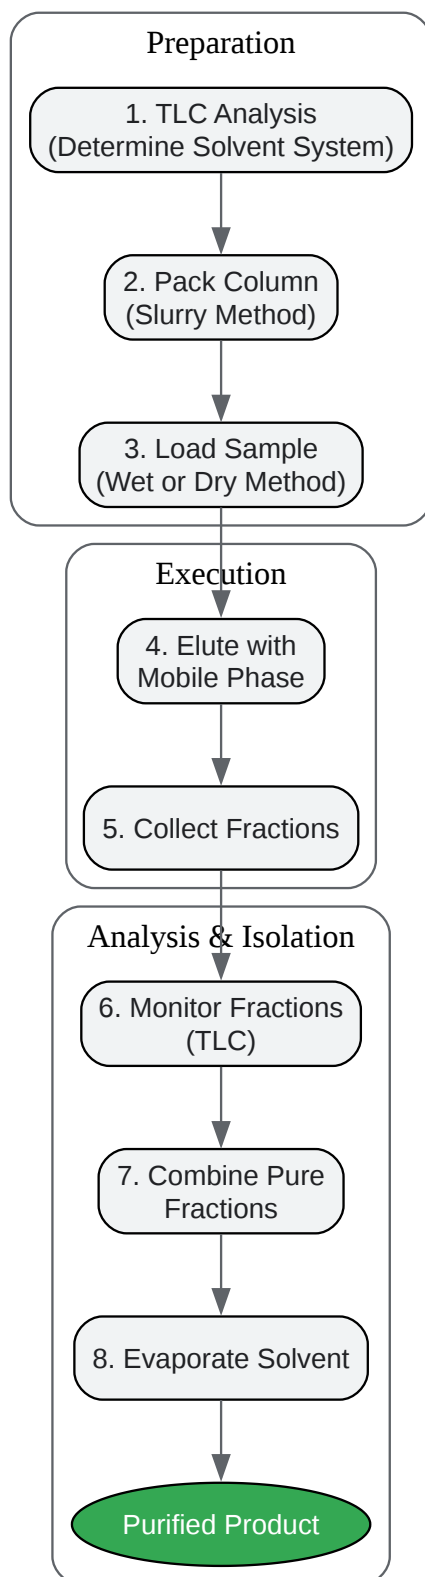 Preparation
1. TLC Analysis
(Determine Solvent System)
2. Pack Column
(Slurry Method)
3. Load Sample
(Wet or Dry Method)
Execution
4. Elute with
Mobile Phase
5. Collect Fractions
Analysis & Isolation
6. Monitor Fractions
(TLC)
7. Combine Pure
Fractions
8. Evaporate Solvent
Purified Product